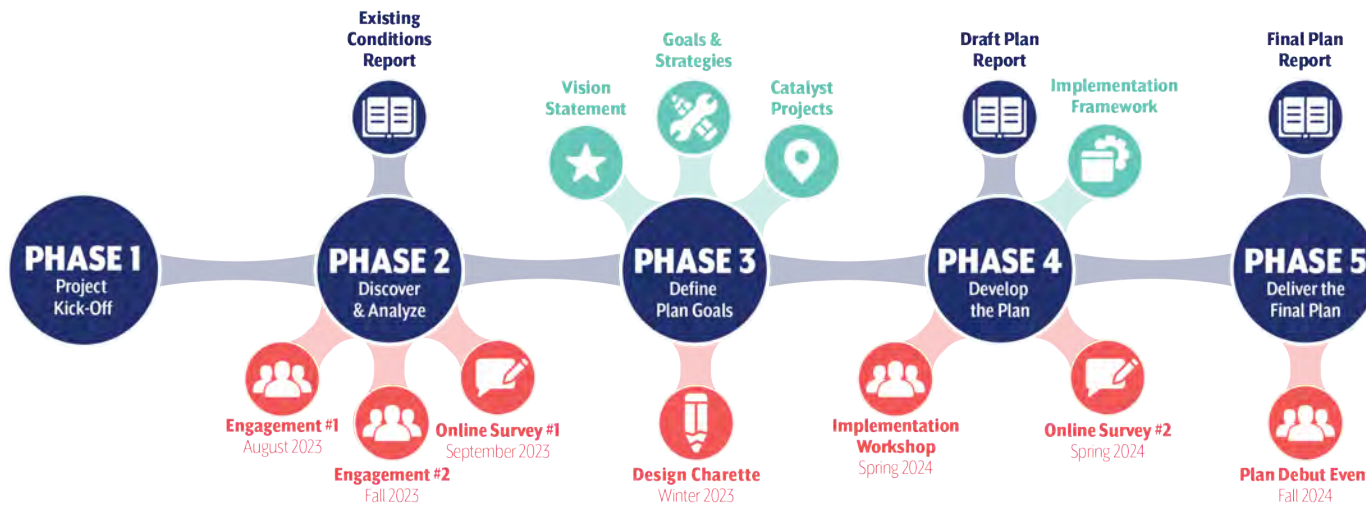 Existing
Conditions
Report
Goals &
Strategies
Draft Plan
Report
Final Plan
Report
Vision
Statement
Catalyst
Projects
Implementation
Framework
PHASE 1
Project
Kick-Off
PHASE 2
Discover
& Analyze
PHASE 3
Define
Plan Goals
PHASE 4
Develop
the Plan
PHASE 5
Deliver the
Final Plan
Engagement #1
August 2023
Engagement #2
Fall 2023
Online Survey #1
September 2023
Design Charette
Winter 2023
Implementation
Workshop
Spring 2024
Online Survey #2
Spring 2024
Plan Debut Even
Fall 2024